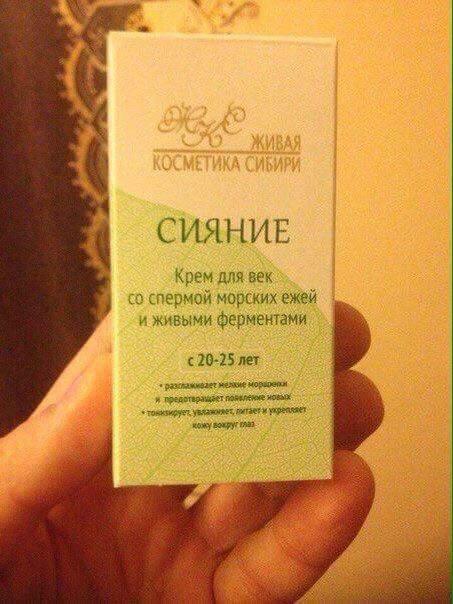 ЖКС
ЖИВАЯ
КОСМЕТИКА СИБИРИ
СИЯНИЕ
Крем для век
со спермой морских ежей
и живыми ферментами
с 20-25 лет
• разглаживает мелкие морщинки
и предотвращает появление новых
• тонизирует, увлажняет, питает и укрепляет
кожу вокруг глаз